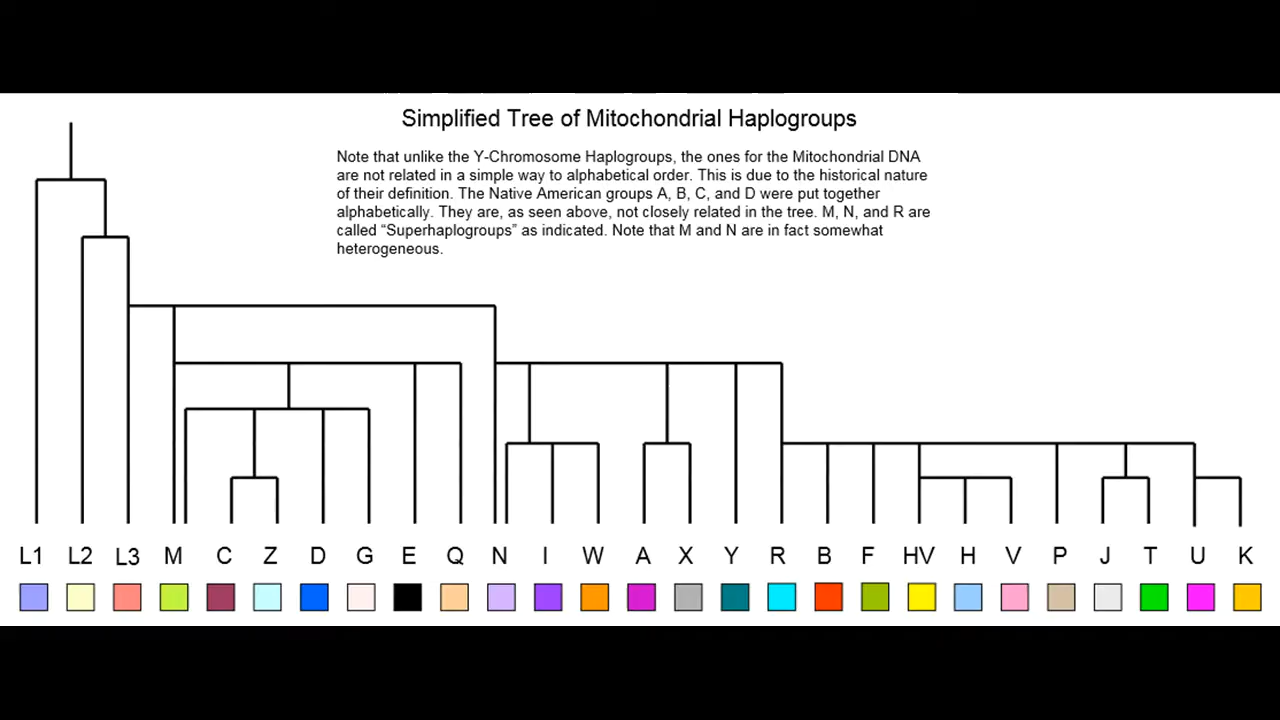 Simplified Tree of Mitochondrial Haplogroups
Note that unlike the Y-Chromosome Haplogroups, the ones for the Mitochondrial DNA
are not related in a simple way to alphabetical order. This is due to the historical nature
of their definition. The Native American groups A, B, C, and D were put together
alphabetically. They are, as seen above, not closely related in the tree. M, N, and R are
called “Superhaplogroups” as indicated. Note that M and N are in fact somewhat
heterogeneous.
L1 L2 L3 M C Z D G E Q N I W A X Y R B F HV H V P J T U K